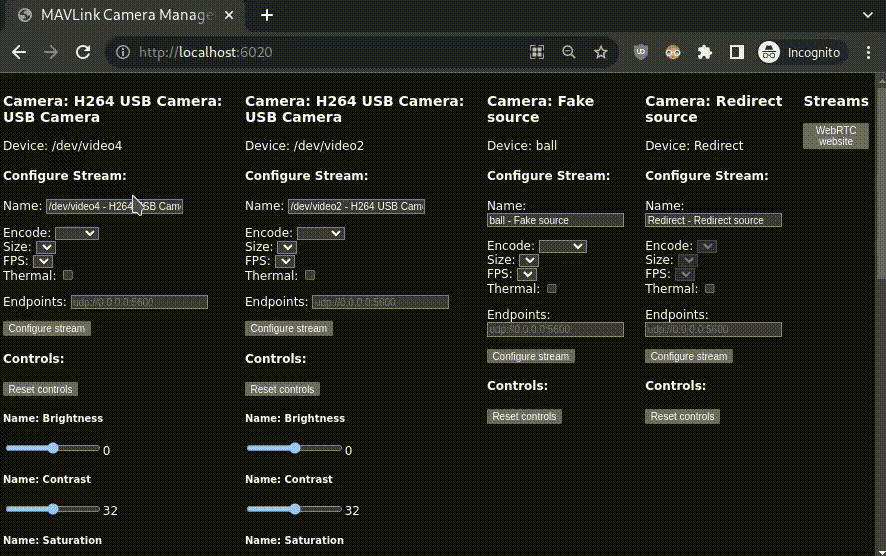 MAVLink Camera Manage
http://localhost:6020
Incognito
Camera: H264 USB Camera:
USB Camera
Device: /dev/video4
Configure Stream:
Name: /dev/video4 - H264 USB Cam
Encode:
Size:
FPS:
Thermal:
Endpoints: udp://0.0.0.0:5600
Configure stream
Controls:
Reset controls
Name: Brightness
0
Name: Contrast
32
Name: Saturation
Camera: H264 USB Camera:
USB Camera
Device: /dev/video2
Configure Stream:
Name: /dev/video2 - H264 USB Cam
Encode:
Size:
FPS:
Thermal:
Endpoints: udp://0.0.0.0:5600
Configure stream
Controls:
Reset controls
Name: Brightness
0
Name: Contrast
32
Name: Saturation
Camera: Fake
source
Device: ball
Configure Stream:
Name:
ball - Fake source
Encode:
Size:
FPS:
Thermal:
Endpoints:
udp://0.0.0.0:5600
Configure stream
Controls:
Reset controls
Camera: Redirect
source
Device: Redirect
Configure Stream:
Name:
Redirect - Redirect source
Encode:
Size:
FPS:
Thermal:
Endpoints:
udp://0.0.0.0:5600
Configure stream
Controls:
Reset controls
Streams
WebRTC
website